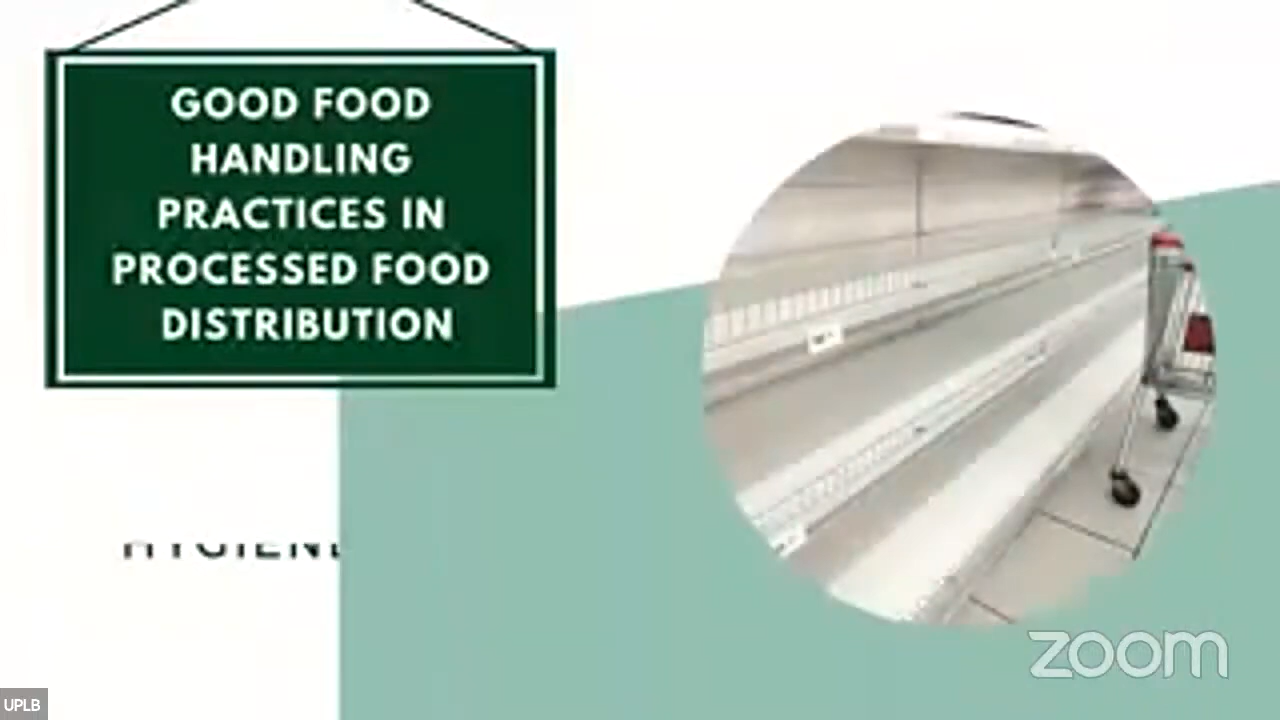 GOOD FOOD
HANDLING
PRACTICES IN
PROCESSED FOOD
DISTRIBUTION
zoom
UPLB